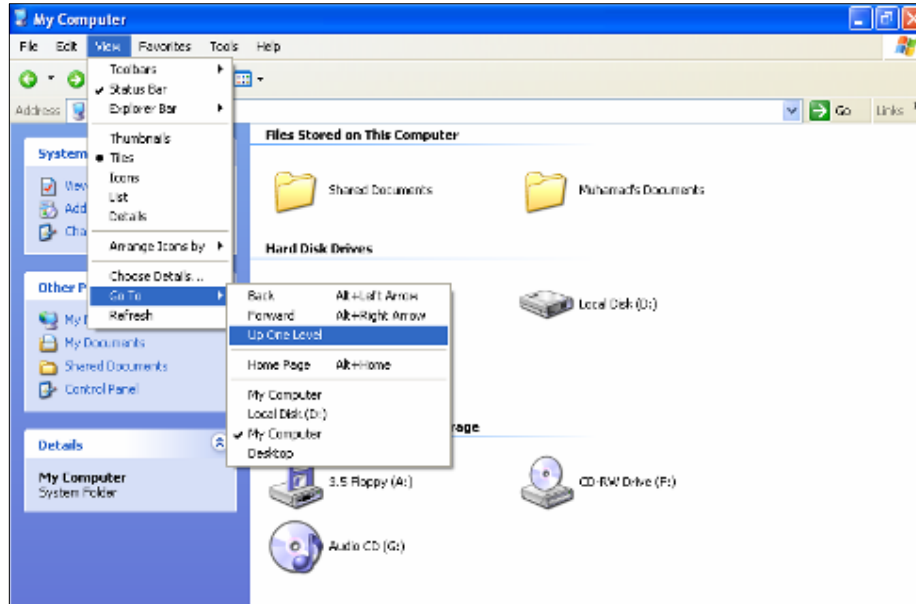 My Computer
File Edit View Favorites Tools Help
Address
Go
Links
Toolbars
Status Bar
Explorer Bar
Thumbnails
Tiles
Icons
List
Details
Arrange Icons by
Choose Details...
Go To
Refresh
Back Alt+Left Arrow
Forward Alt+Right Arrow
Up One Level
Home Page Alt+Home
My Computer
Local Disk (D:)
My Computer
Desktop
System
View
Add
Cha
Other P
My
My Documents
Shared Documents
Control Panel
Details
My Computer
System Folder
Files Stored on This Computer
Shared Documents
Muhamad's Documents
Hard Disk Drives
Local Disk (D:)
rage
3.5 Floppy (A:)
CD-RW Drive (F:)
Audio CD (G:)